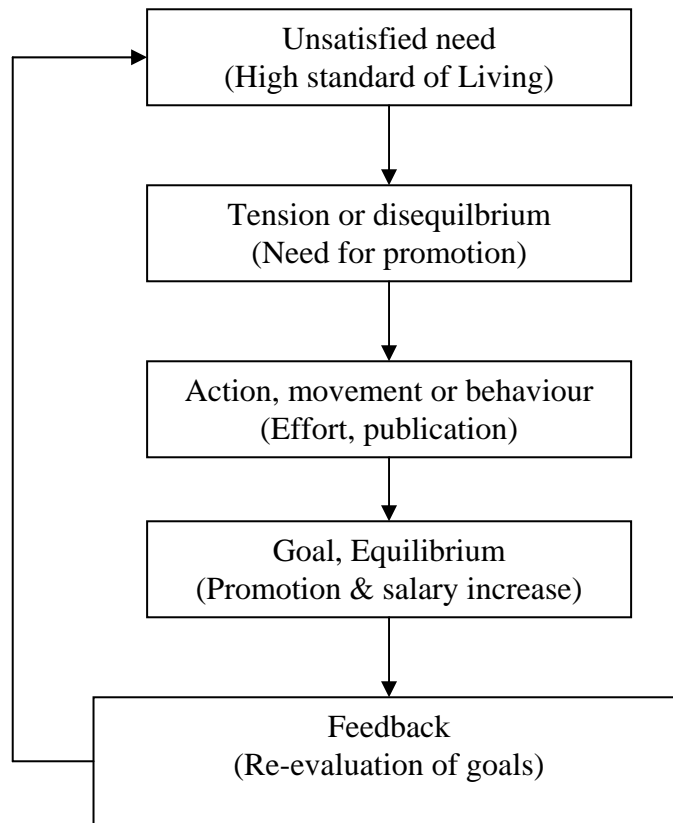 Unsatisfied need
(High standard of Living)
Tension or disequilbrium
(Need for promotion)
Action, movement or behaviour
(Effort, publication)
Goal, Equilibrium
(Promotion & salary increase)
Feedback
(Re-evaluation of goals)